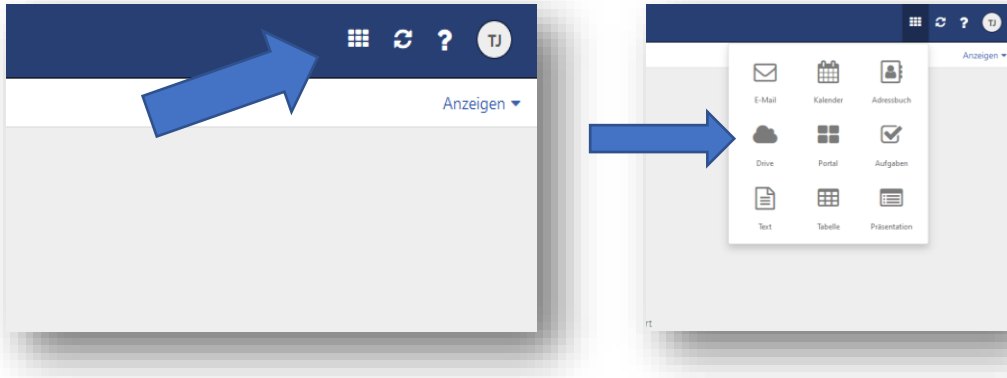 ? TJ
Anzeigen
? TJ
Anzeigen
E-Mail Kalender Adressbuch
Drive Portal Aufgaben
Text Tabelle Präsentation
rt